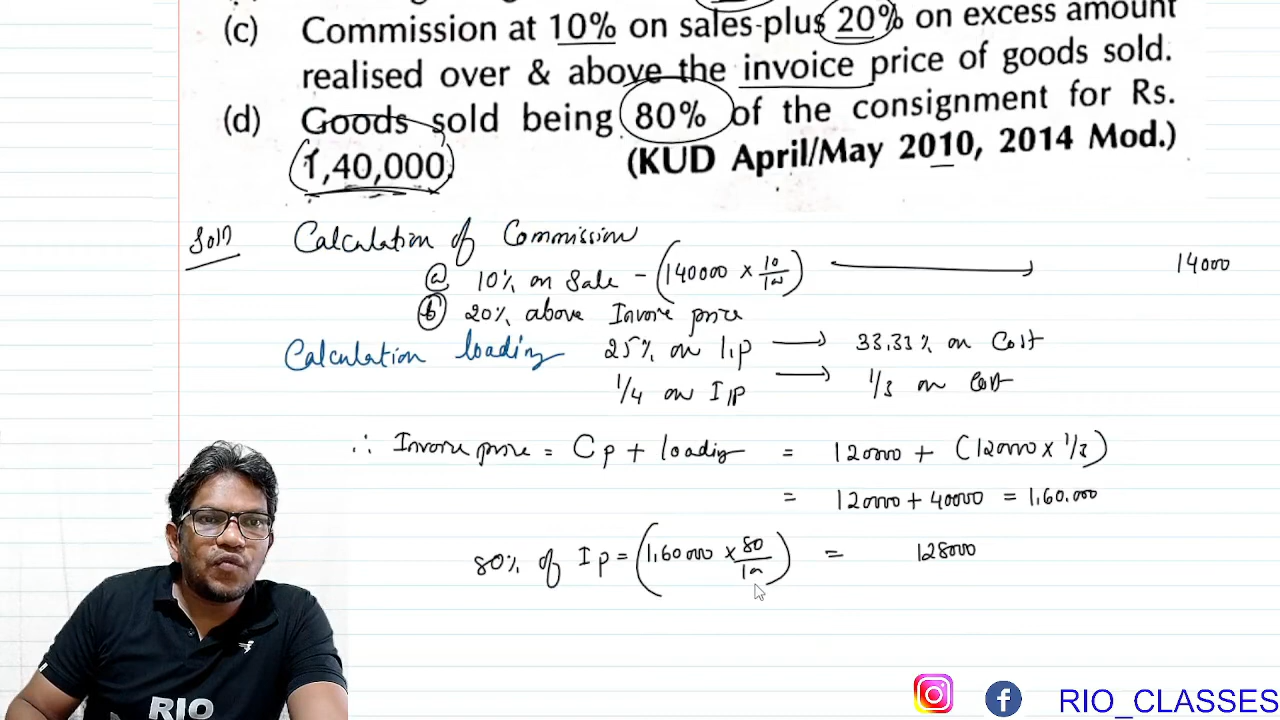 (c) Commission at 10% on sales plus 20% on excess amount
realised over & above the invoice price of goods sold.
(d) Goods sold being 80% of the consignment for Rs.
1,40,000.
(KUD April/May 2010, 2014 Mod.)
Soln Calculation of Commission
(a) 10% on Sale - (140000 × 10/100) 14000
(b) 20% above Invoice price
Calculation loading 25% on I.P → 33.33% on Cost
1/4 on I.P → 1/3 on Cost
∴ Invoice price = Cp + loading = 120000 + (120000 × 1/3)
= 120000 + 40000 = 1,60,000
80% of IP = (1,60000 × 80/100) = 128000
RIO
RIO_CLASSES